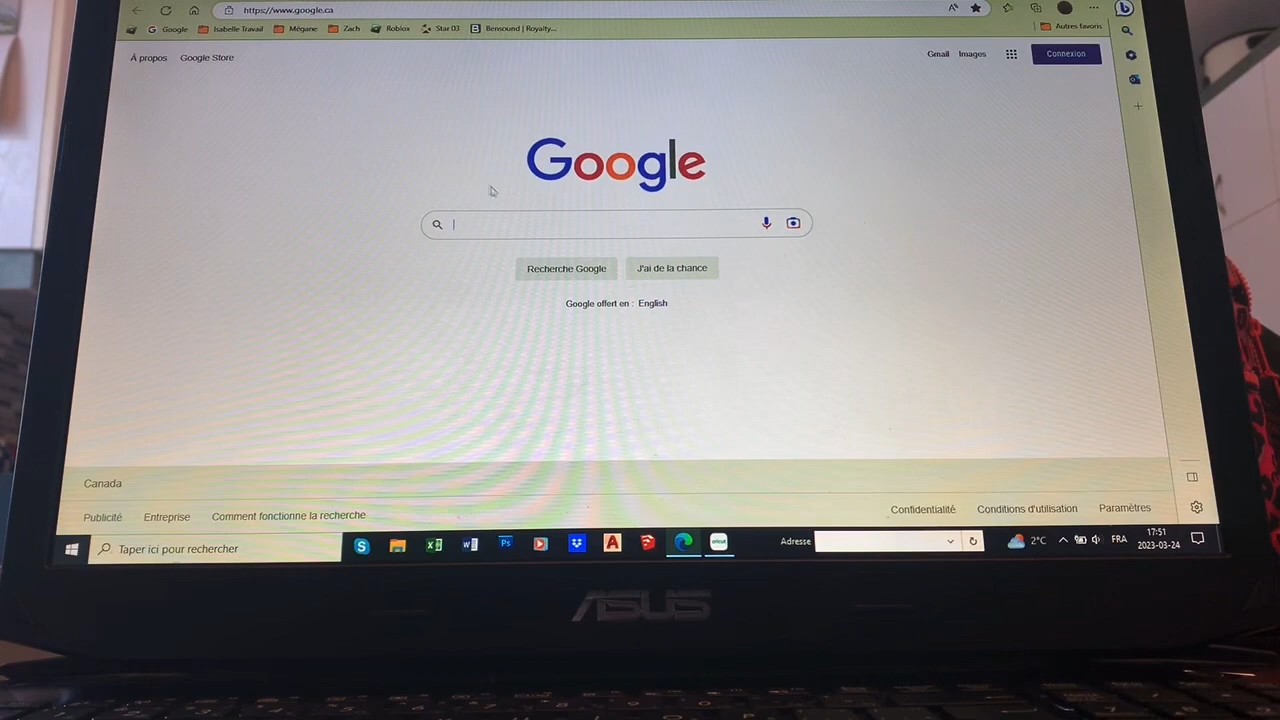 https://www.google.ca
Google Isabelle Travail Mégane Zach Roblox Star 03 Bensound | Royalty... Autres favoris
À propos Google Store Gmail Images Connexion
Google
Recherche Google J'ai de la chance
Google offert en : English
Canada
Publicité Entreprise Comment fonctionne la recherche Confidentialité Conditions d'utilisation Paramètres
Taper ici pour rechercher Adresse 2°C FRA 17:51
2023-03-24
ASUS